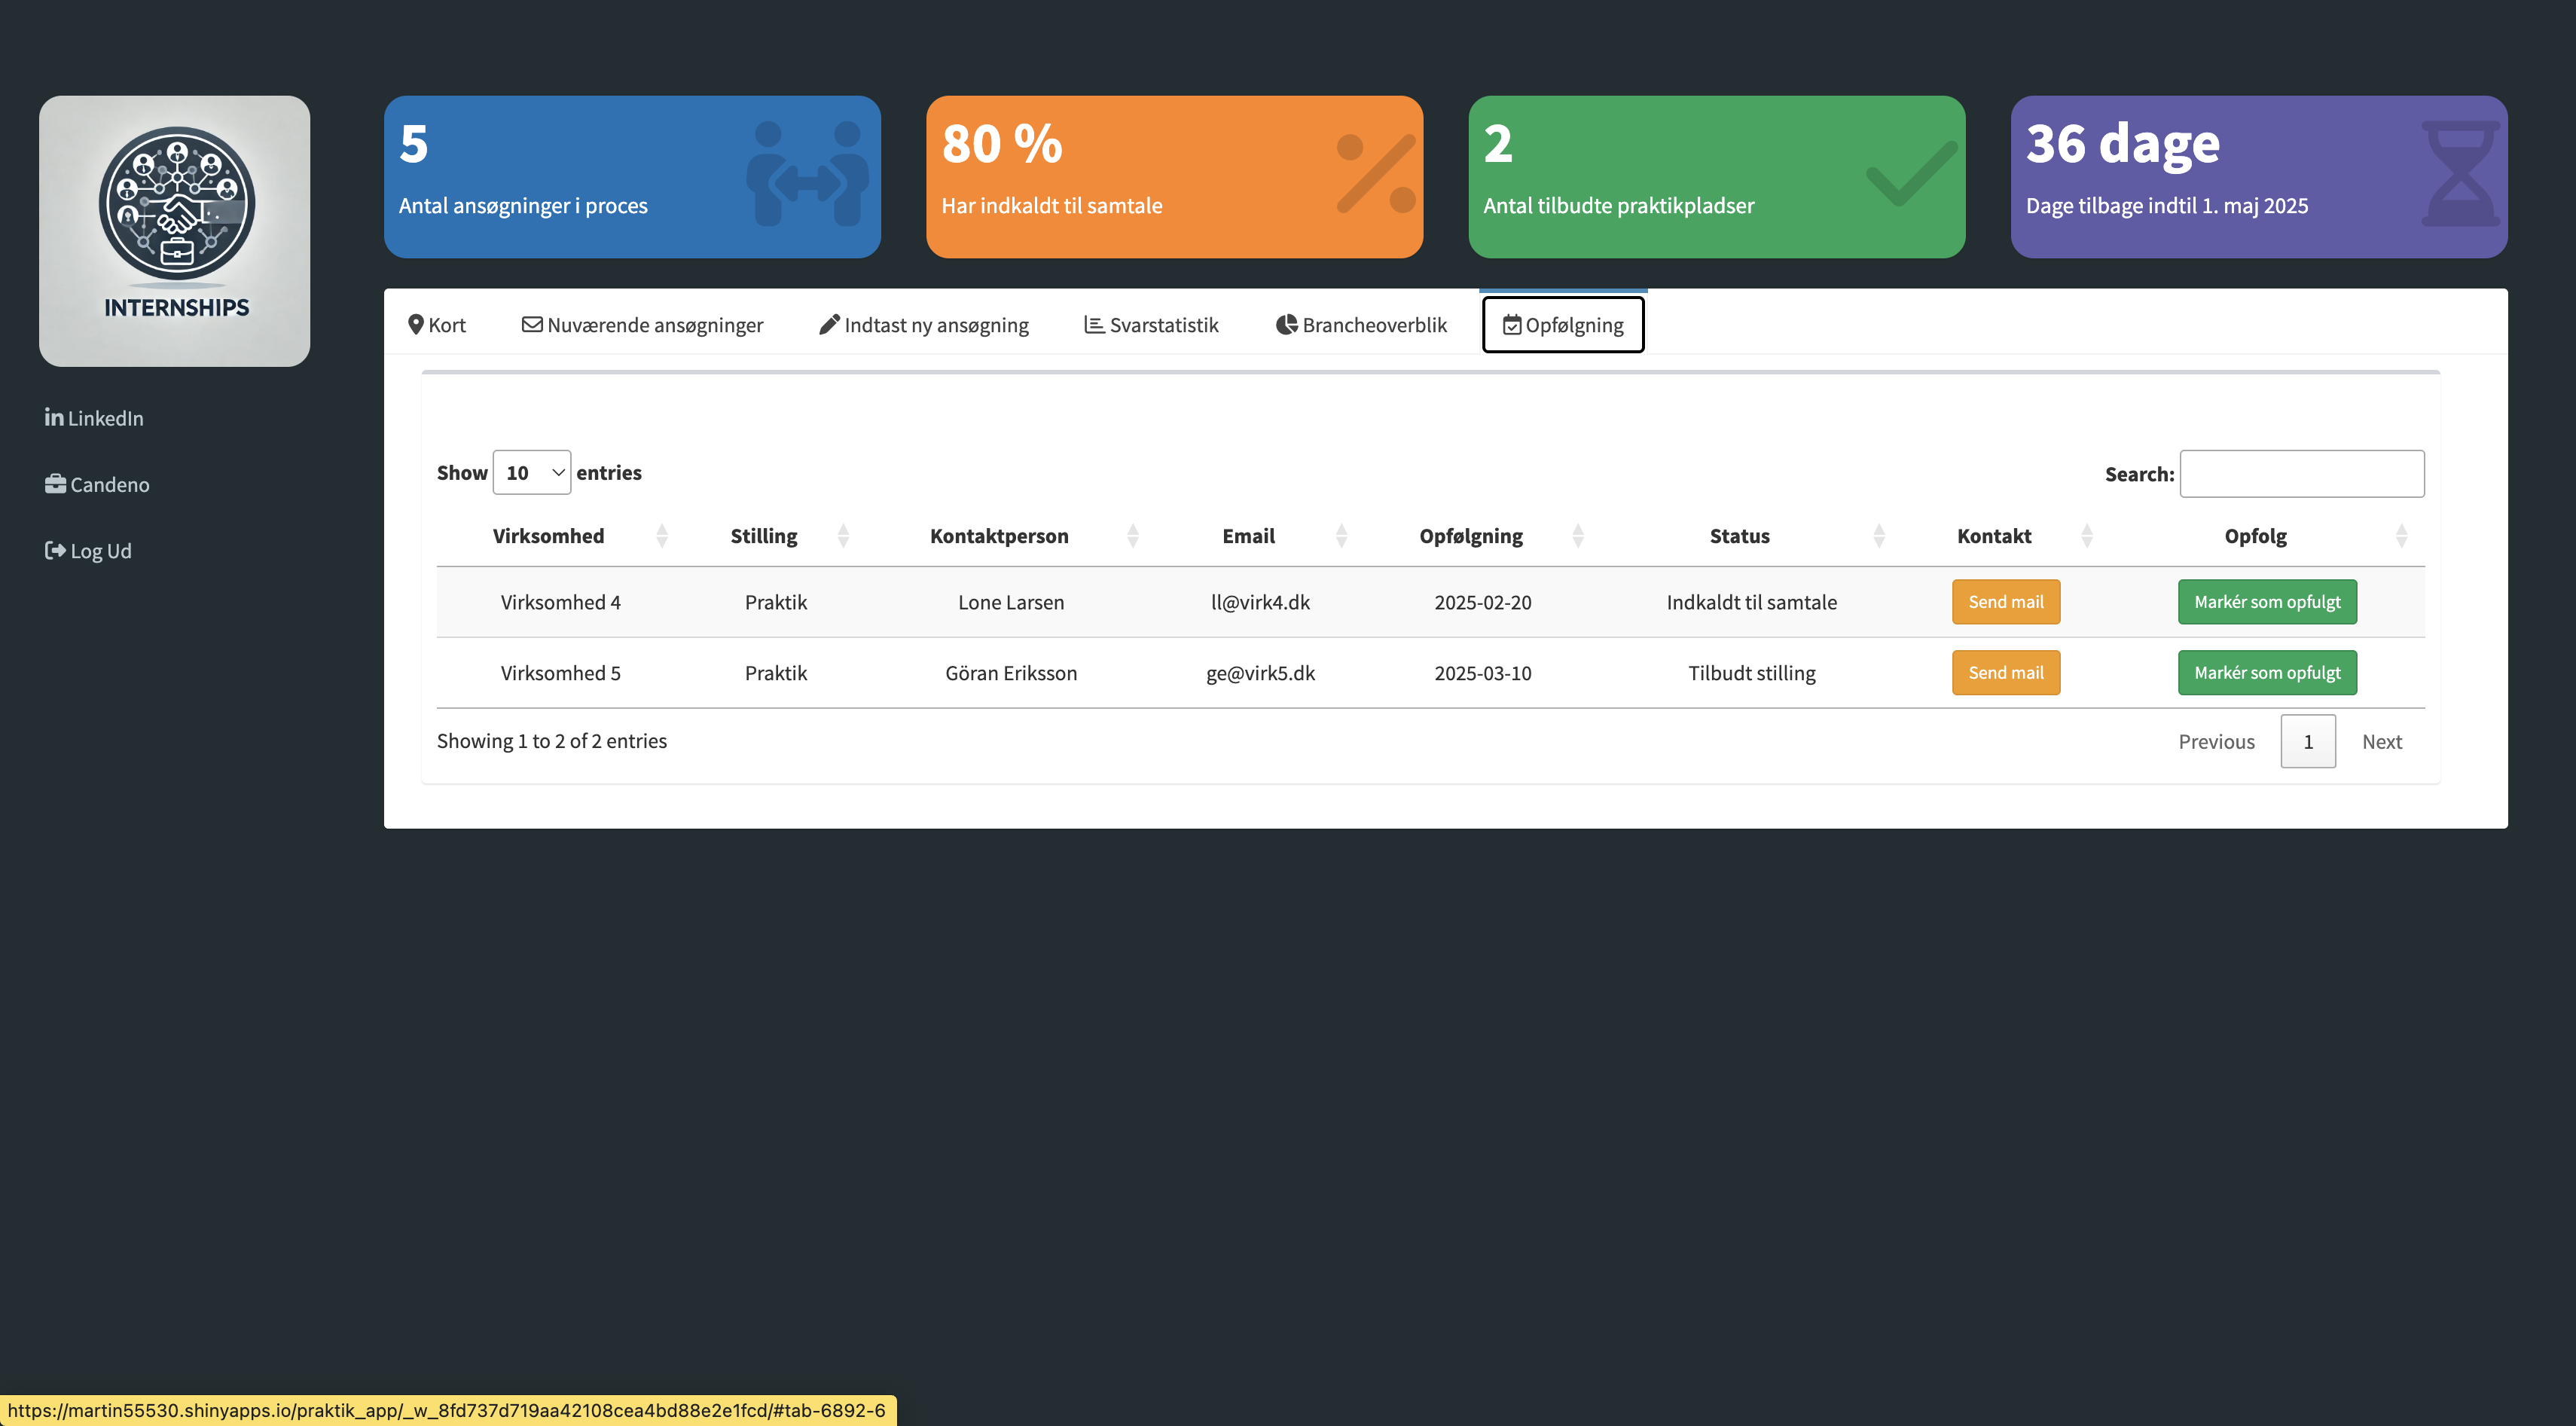 INTERNSHIPS
LinkedIn
Candeno
Log Ud
5
Antal ansøgninger i proces
80 %
Har indkaldt til samtale
2
Antal tilbudte praktikpladser
36 dage
Dage tilbage indtil 1. maj 2025
Kort Nuværende ansøgninger Indtast ny ansøgning Svarstatistik Brancheoverblik Opfølgning
Show 10 entries Search:
Virksomhed Stilling Kontaktperson Email Opfølgning Status Kontakt Opfolg
Virksomhed 4 Praktik Lone Larsen ll@virk4.dk 2025-02-20 Indkaldt til samtale Send mail Markér som opfulgt
Virksomhed 5 Praktik Göran Eriksson ge@virk5.dk 2025-03-10 Tilbudt stilling Send mail Markér som opfulgt
Showing 1 to 2 of 2 entries Previous 1 Next
https://martin55530.shinyapps.io/praktik_app/_w_8fd737d719aa42108cea4bd88e2e1fcd/#tab-6892-6